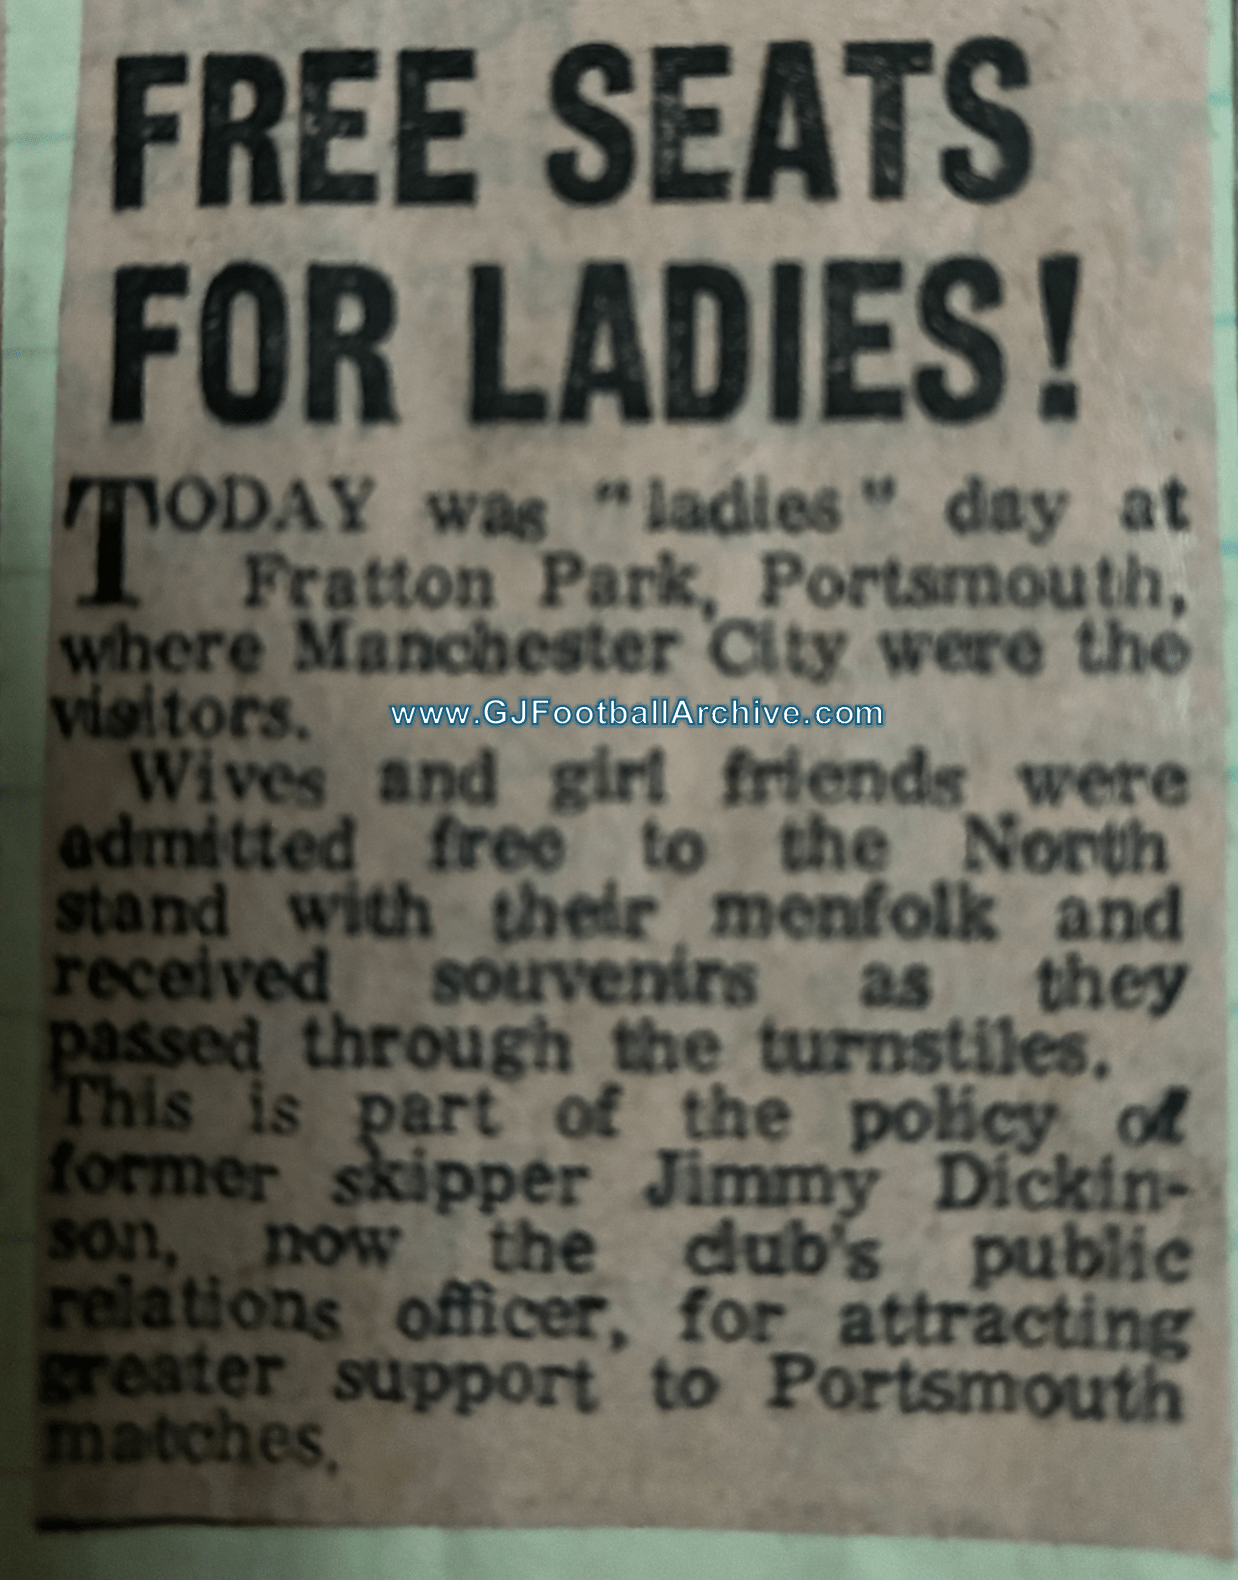 FREE SEATS
FOR LADIES!
TODAY was "ladies" day at
Fratton Park, Portsmouth,
where Manchester City were the
visitors.
www.GJFootballArchive.com
Wives and girl friends were
admitted free to the North
stand with their menfolk and
received souvenirs as they
passed through the turnstiles.
This is part of the policy of
former skipper Jimmy Dickin-
son, now the club's public
relations officer, for attracting
greater support to Portsmouth
matches.